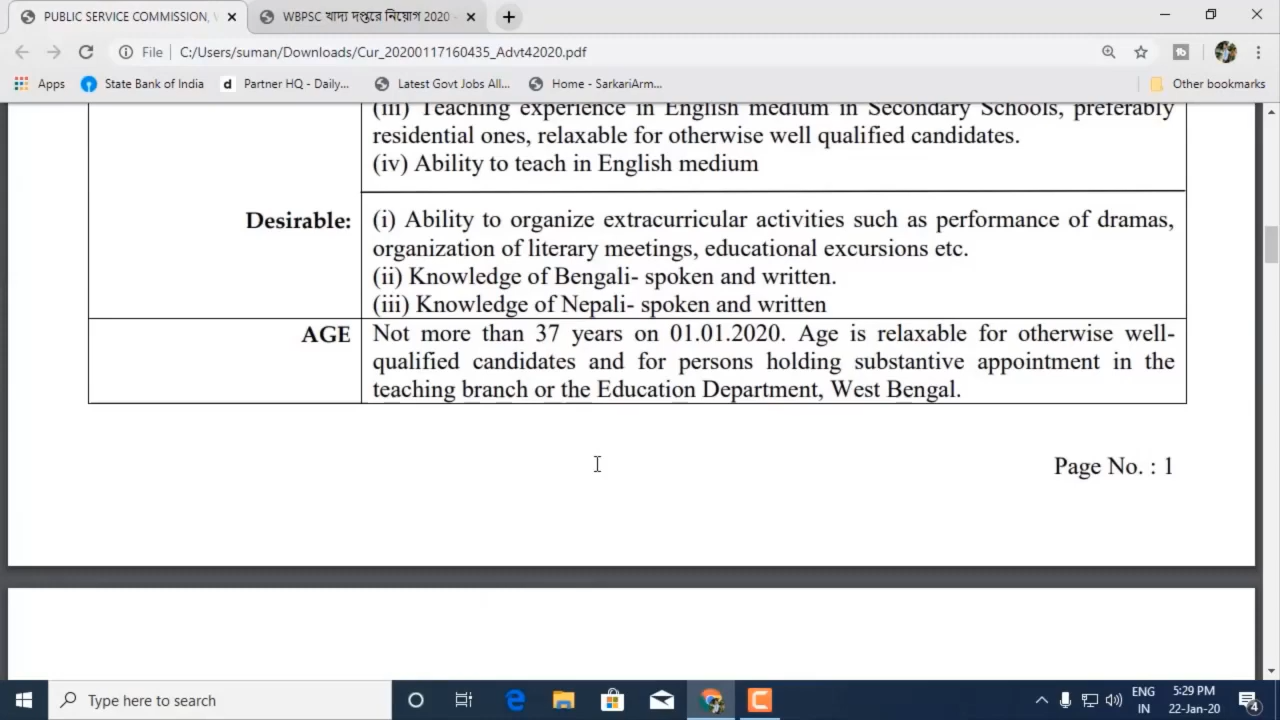 PUBLIC SERVICE COMMISSION,
WBPSC খাদ্য দপ্তরে নিয়োগ 2020
File C:/Users/suman/Downloads/Cur_20200117160435_Advt42020.pdf
Apps State Bank of India Partner HQ - Daily... Latest Govt Jobs All... Home - SarkariArm... Other bookmarks
(iii) Teaching experience in English medium in Secondary Schools, preferably
residential ones, relaxable for otherwise well qualified candidates.
(iv) Ability to teach in English medium
Desirable: (i) Ability to organize extracurricular activities such as performance of dramas,
organization of literary meetings, educational excursions etc.
(ii) Knowledge of Bengali- spoken and written.
(iii) Knowledge of Nepali- spoken and written
AGE Not more than 37 years on 01.01.2020. Age is relaxable for otherwise well-
qualified candidates and for persons holding substantive appointment in the
teaching branch or the Education Department, West Bengal.
Page No. : 1
Type here to search
ENG
IN
5:29 PM
22-Jan-20
4